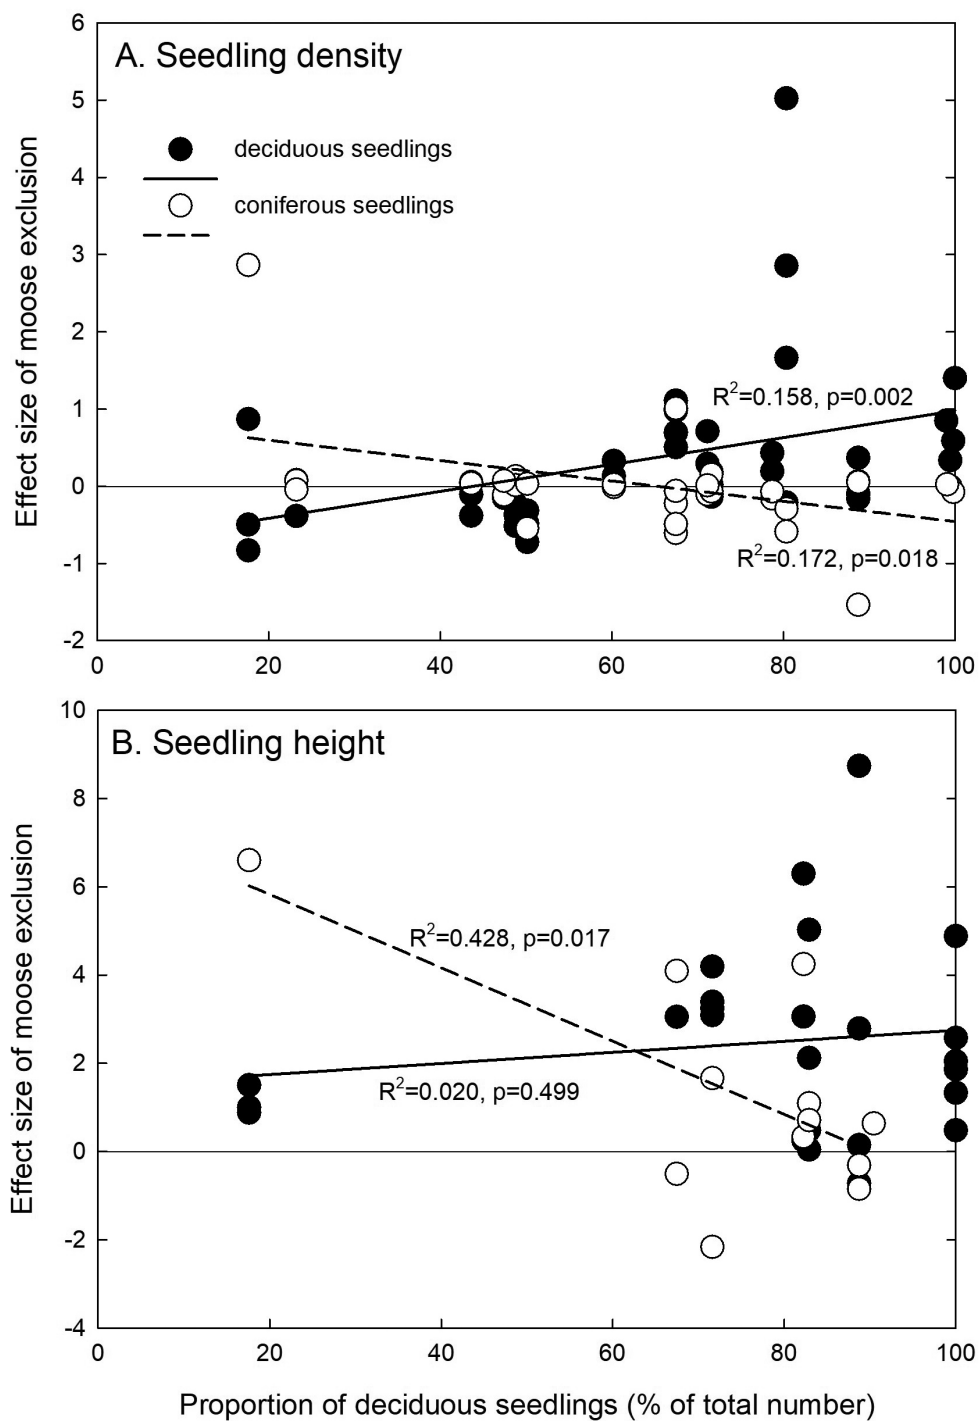 6
A. Seedling density
5
deciduous seedlings
4
coniferous seedlings
3
2
R²=0.158, p=0.002
1
0
R²=0.172, p=0.018
-1
-2
0 20 40 60 80 100
Effect size of moose exclusion
10
B. Seedling height
8
6
R²=0.428, p=0.017
4
2
R²=0.020, p=0.499
0
-2
-4
0 20 40 60 80 100
Effect size of moose exclusion
Proportion of deciduous seedlings (% of total number)